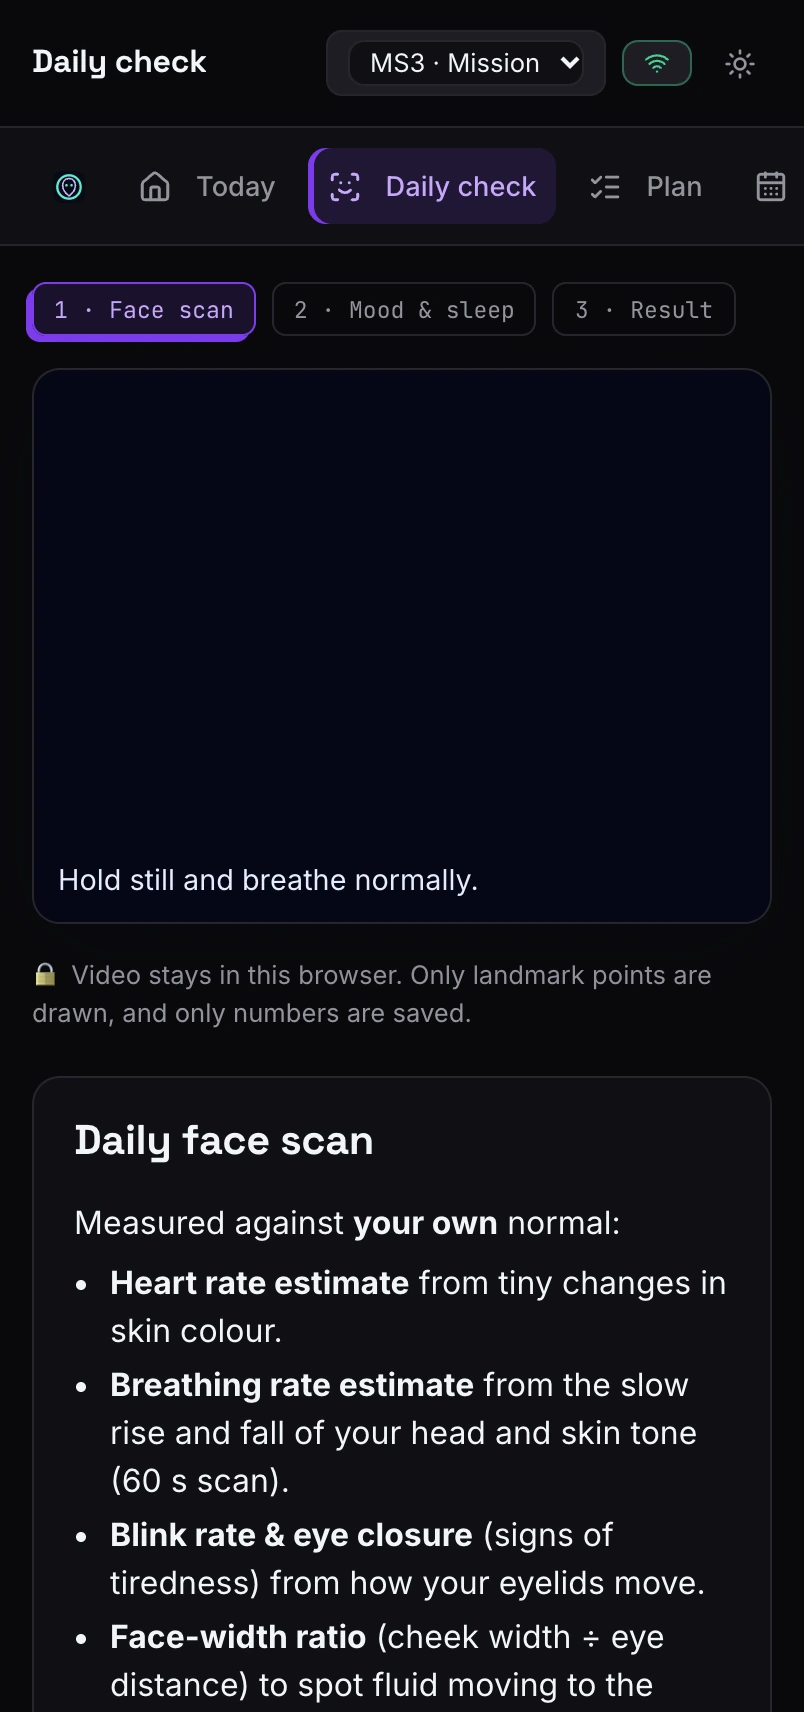 Daily check
MS3 · Mission
Today
Daily check
Plan
1 · Face scan
2 · Mood & sleep
3 · Result
Hold still and breathe normally.
🔒 Video stays in this browser. Only landmark points are
drawn, and only numbers are saved.
Daily face scan
Measured against your own normal:
• Heart rate estimate from tiny changes in
skin colour.
• Breathing rate estimate from the slow
rise and fall of your head and skin tone
(60 s scan).
• Blink rate & eye closure (signs of
tiredness) from how your eyelids move.
• Face-width ratio (cheek width ÷ eye
distance) to spot fluid moving to the